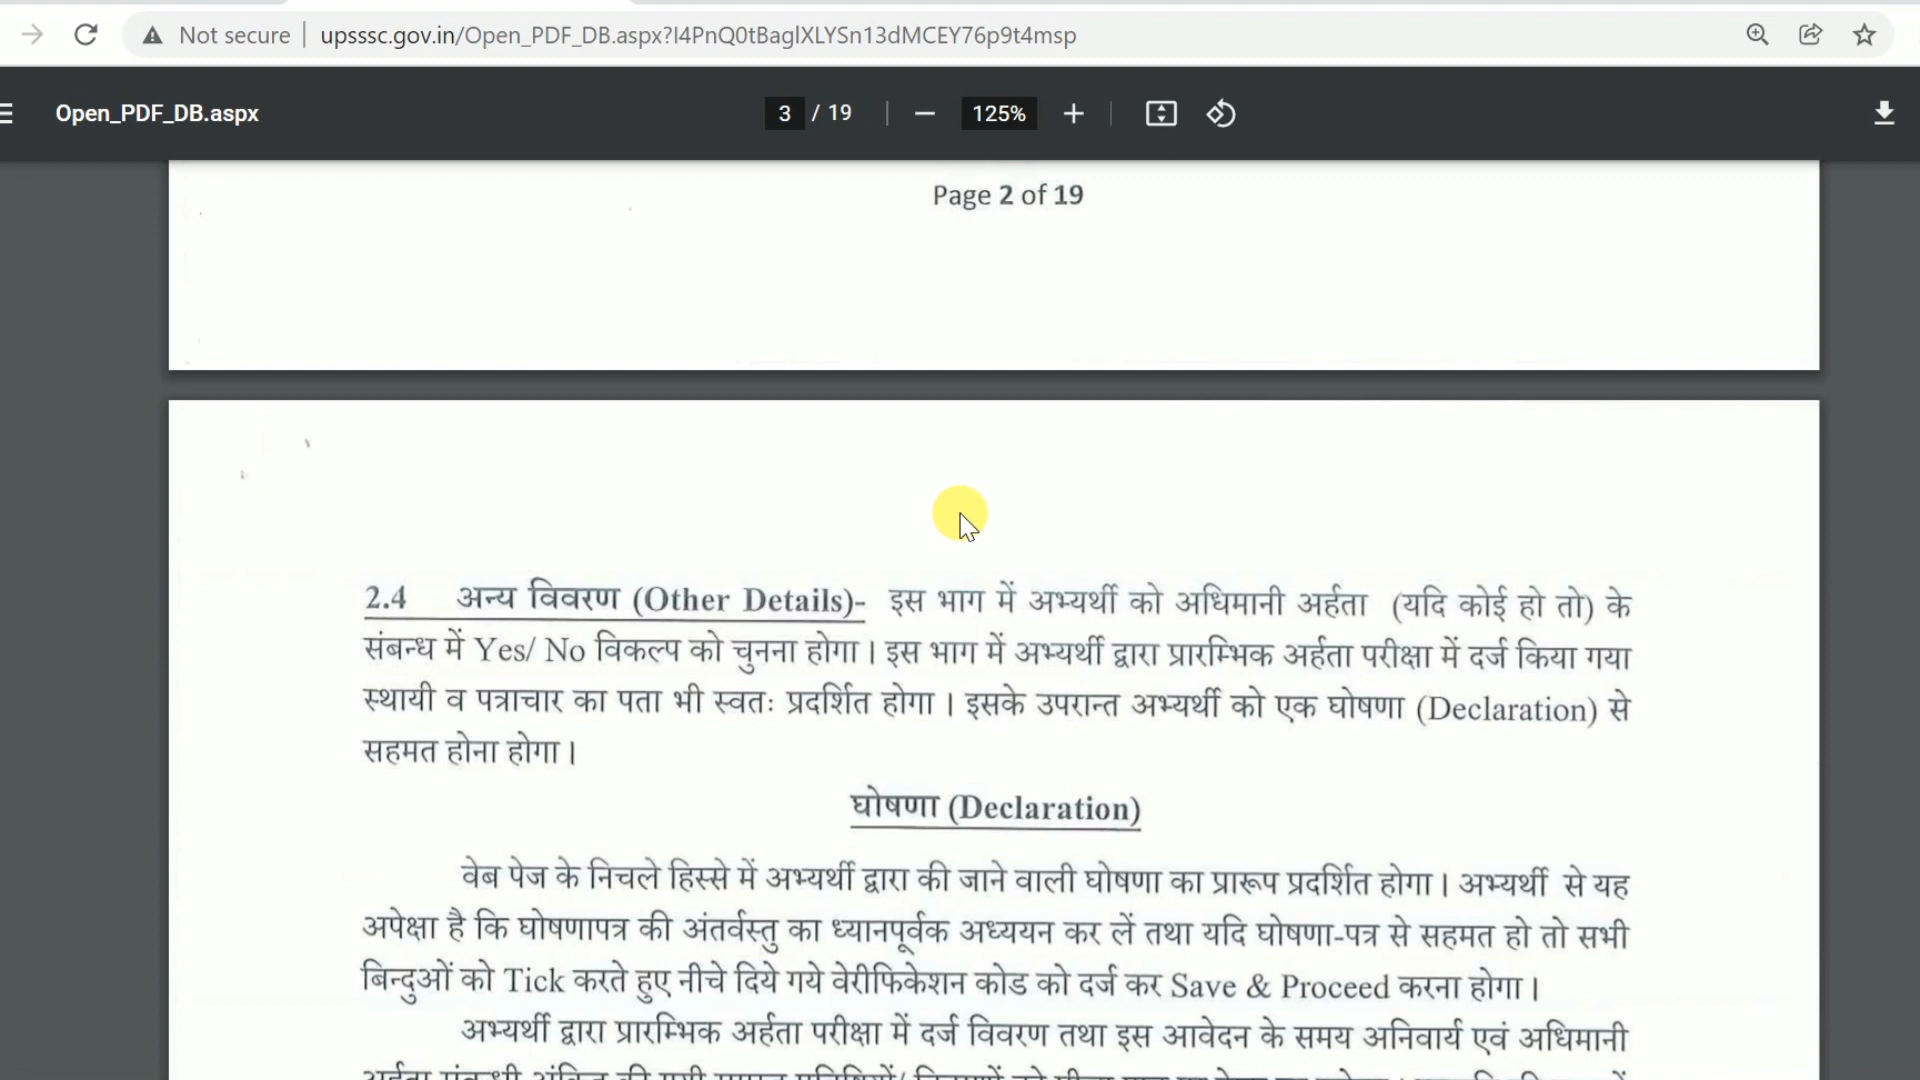 Not secure upsssc.gov.in/Open_PDF_DB.aspx?I4PnQ0tBaglXLYSn13dMCEY76p9t4msp
Open_PDF_DB.aspx 3 / 19 125%
Page 2 of 19
2.4 अन्य विवरण (Other Details)- इस भाग में अभ्यर्थी को अधिमानी अर्हता (यदि कोई हो तो) के
संबन्ध में Yes/ No विकल्प को चुनना होगा। इस भाग में अभ्यर्थी द्वारा प्रारम्भिक अर्हता परीक्षा में दर्ज किया गया
स्थायी व पत्राचार का पता भी स्वतः प्रदर्शित होगा। इसके उपरान्त अभ्यर्थी को एक घोषणा (Declaration) से
सहमत होना होगा।
घोषणा (Declaration)
वेब पेज के निचले हिस्से में अभ्यर्थी द्वारा की जाने वाली घोषणा का प्रारूप प्रदर्शित होगा। अभ्यर्थी से यह
अपेक्षा है कि घोषणापत्र की अंतर्वस्तु का ध्यानपूर्वक अध्ययन कर लें तथा यदि घोषणा-पत्र से सहमत हो तो सभी
बिन्दुओं को Tick करते हुए नीचे दिये गये वेरीफिकेशन कोड को दर्ज कर Save & Proceed करना होगा।
अभ्यर्थी द्वारा प्रारम्भिक अर्हता परीक्षा में दर्ज विवरण तथा इस आवेदन के समय अनिवार्य एवं अधिमानी